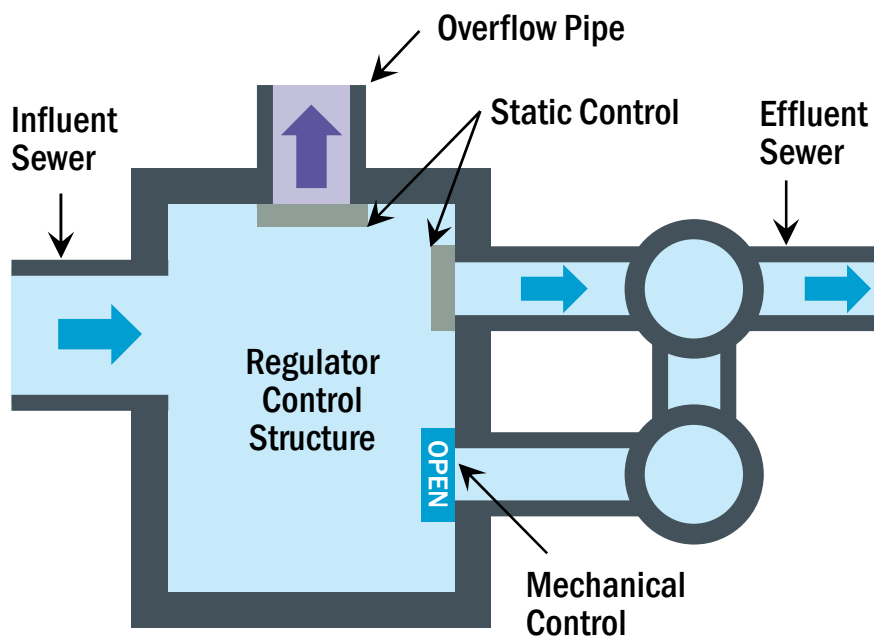 Overflow Pipe
Influent
Sewer
Static Control
Effluent
Sewer
Regulator
Control
Structure
OPEN
Mechanical
Control